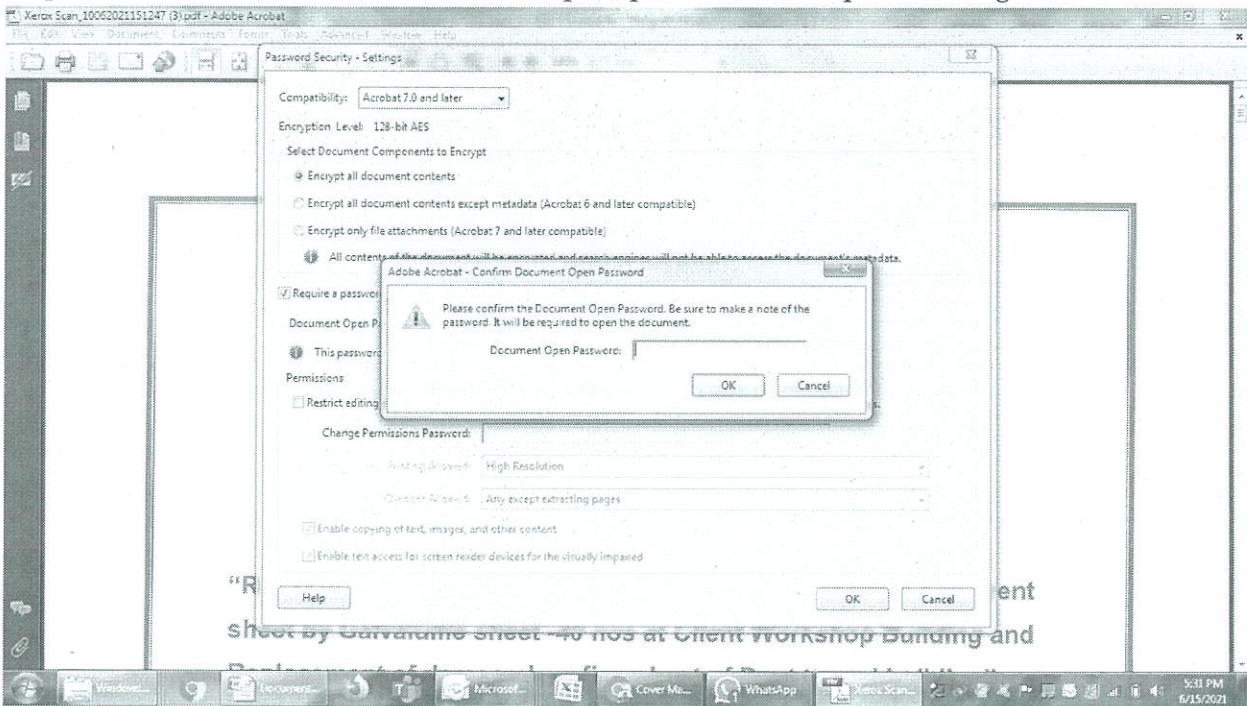 Xerox Scan_10062021151247 (3).pdf - Adobe Acrobat
File Edit View Document Comments Forms Tools Advanced Window Help
Password Security - Settings
Compatibility: Acrobat 7.0 and later
Encryption Level: 128-bit AES
Select Document Components to Encrypt
Encrypt all document contents
Encrypt all document contents except metadata (Acrobat 6 and later compatible)
Encrypt only file attachments (Acrobat 7 and later compatible)
All contents of the document will be encrypted and search engines will not be able to access the document's metadata.
Adobe Acrobat - Confirm Document Open Password
Require a passwor
Please confirm the Document Open Password. Be sure to make a note of the
password. It will be required to open the document.
Document Open P
Document Open Password:
This password
OK Cancel
Permissions
Restrict editing
Change Permissions Password:
Printing Allowed: High Resolution
Changes Allowed: Any except extracting pages
Enable copying of text, images, and other content
Enable text access for screen reader devices for the visually impaired
Help OK Cancel
“R ent
sheet by Galvalume sheet -40 nos at Client Workshop Building and
Document... Microsof... Cover Ma... WhatsApp Xerox Scan...
5:31 PM
6/15/2021